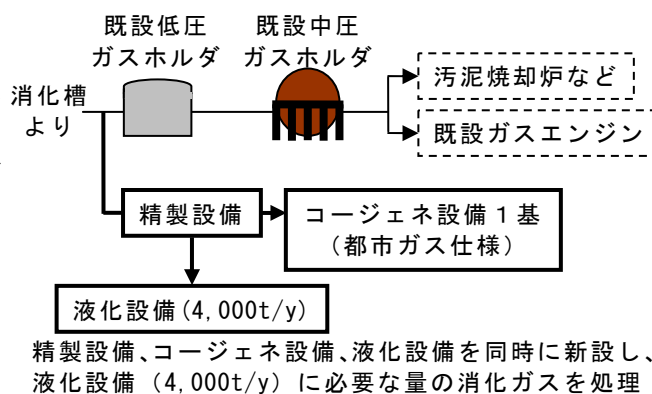 既設低圧
ガスホルダ
既設中圧
ガスホルダ
消化槽
より
汚泥焼却炉など
既設ガスエンジン
精製設備
コージェネ設備１基
（都市ガス仕様）
液化設備(4,000t/y)
精製設備、コージェネ設備、液化設備を同時に新設し、
液化設備（4,000t/y）に必要な量の消化ガスを処理